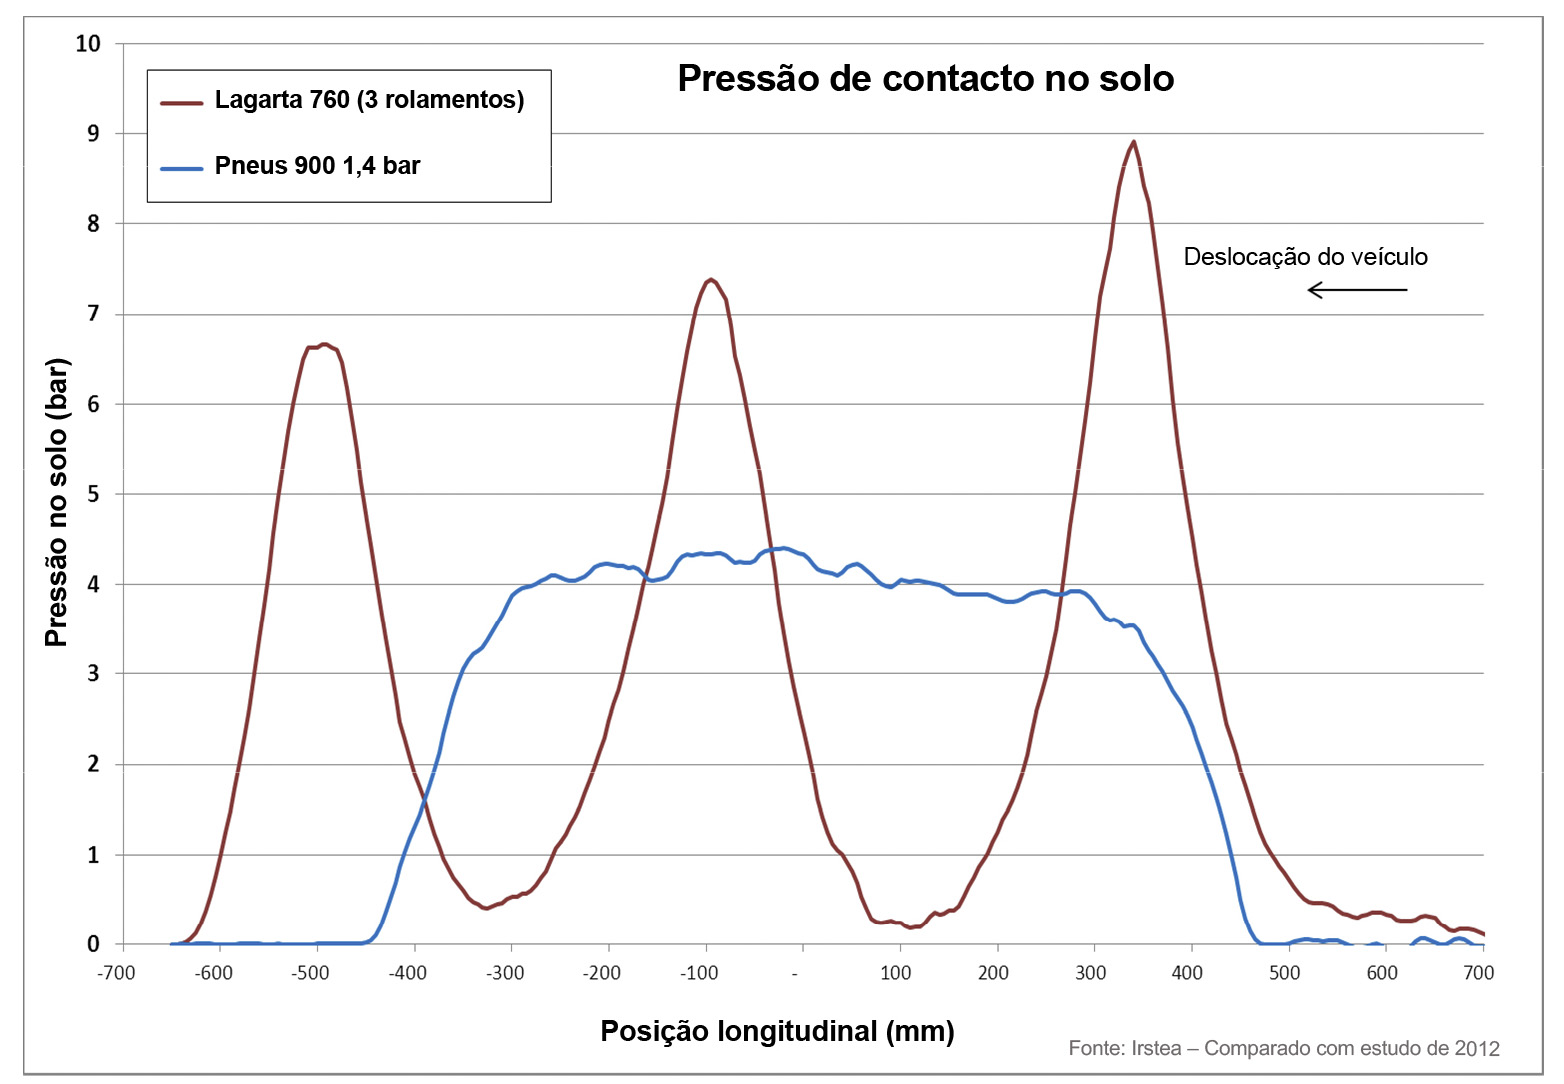 Pressão de contacto no solo
Lagarta 760 (3 rolamentos)
Pneus 900 1,4 bar
Deslocação do veículo
Pressão no solo (bar)
10
9
8
7
6
5
4
3
2
1
0
-700 -600 -500 -400 -300 -200 -100 - 100 200 300 400 500 600 700
Posição longitudinal (mm)
Fonte: Irstea – Comparado com estudo de 2012